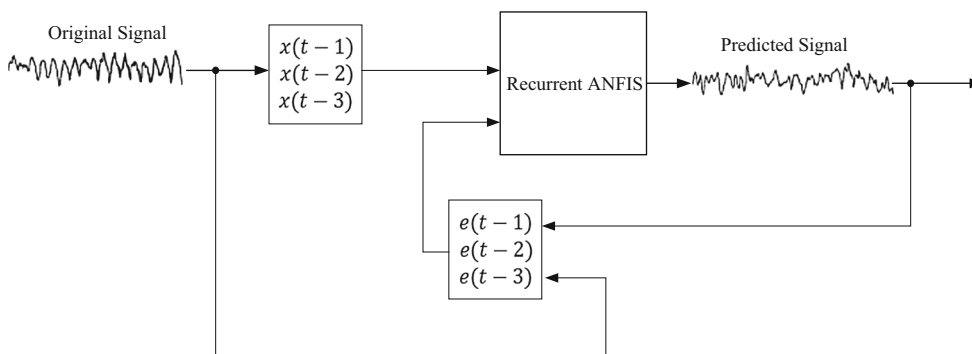 Original Signal
x(t − 1)
x(t − 2)
x(t − 3)
Recurrent ANFIS
Predicted Signal
e(t − 1)
e(t − 2)
e(t − 3)